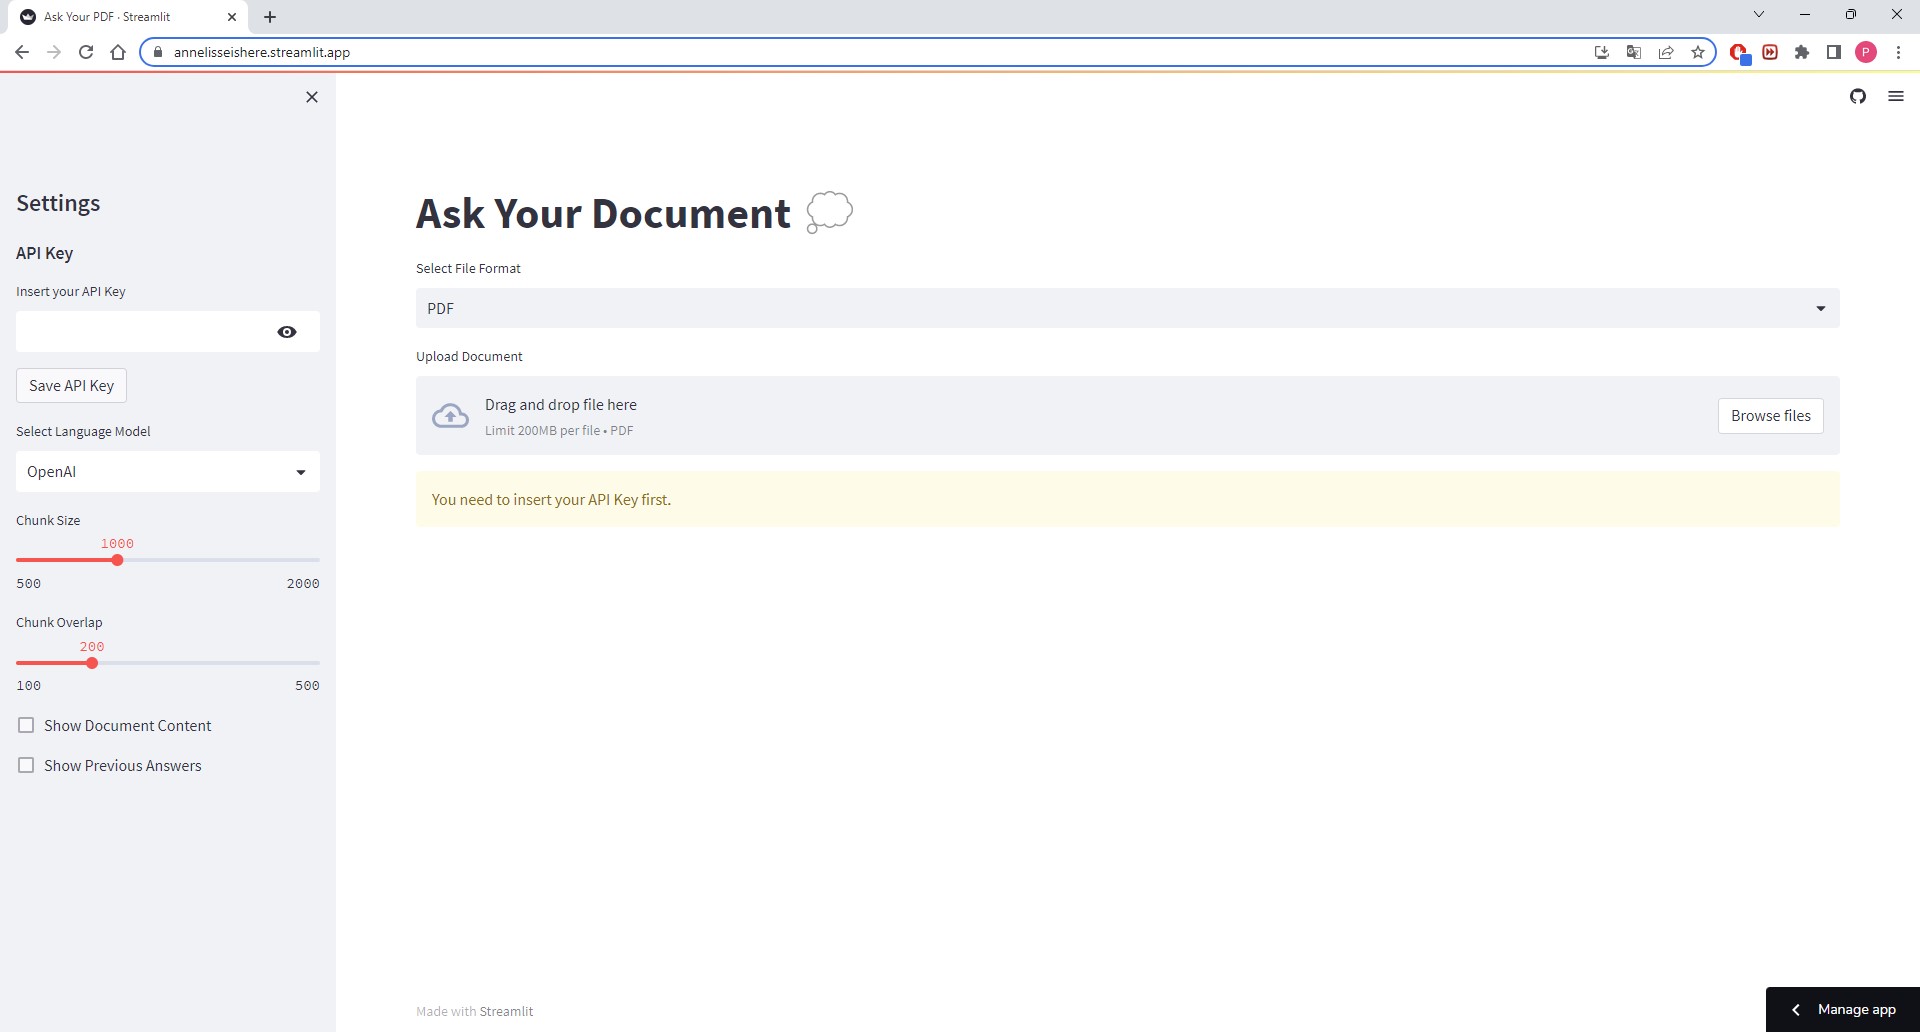 Ask Your PDF · Streamlit
annelisseishere.streamlit.app
P
Settings
API Key
Insert your API Key
Save API Key
Select Language Model
OpenAI
Chunk Size
1000
500 2000
Chunk Overlap
200
100 500
Show Document Content
Show Previous Answers
Ask Your Document
Select File Format
PDF
Upload Document
Drag and drop file here
Limit 200MB per file • PDF
Browse files
You need to insert your API Key first.
Made with Streamlit
Manage app